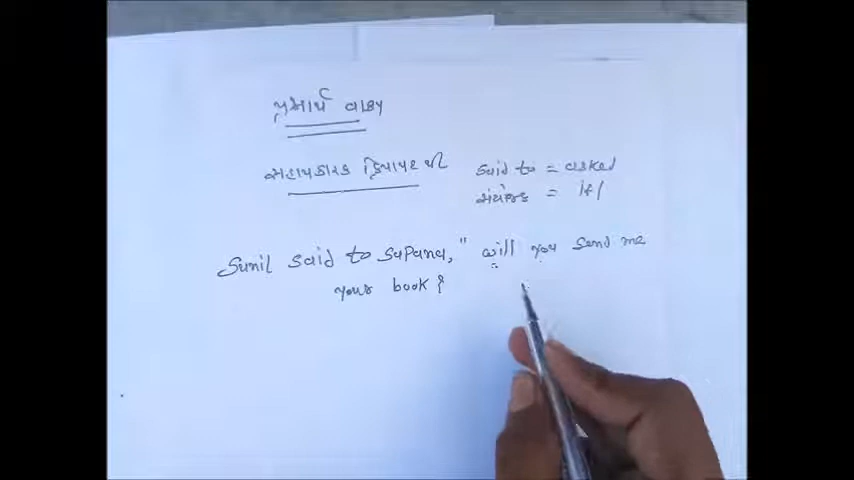 પ્રશ્નાર્થ વાક્ય
સહાયકારક ક્રિયાપદ થી
Said to = asked
સંયોજક = if/
Sunil said to Sapana, " will you send me
your book ?